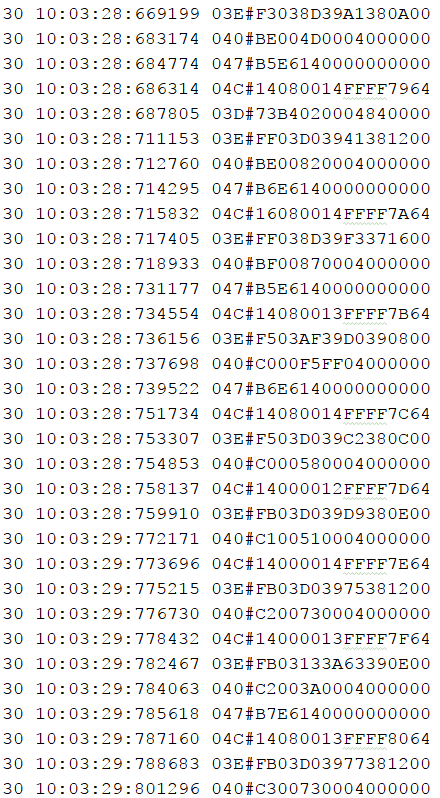 30 10:03:28:669199 03E#F3038D39A1380A00
30 10:03:28:683174 040#BE004D0004000000
30 10:03:28:684774 047#B5E6140000000000
30 10:03:28:686314 04C#14080014FFFF7964
30 10:03:28:687805 03D#73B4020004840000
30 10:03:28:711153 03E#FF03D03941381200
30 10:03:28:712760 040#BE00820004000000
30 10:03:28:714295 047#B6E6140000000000
30 10:03:28:715832 04C#16080014FFFF7A64
30 10:03:28:717405 03E#FF038D39F3371600
30 10:03:28:718933 040#BF00870004000000
30 10:03:28:731177 047#B5E6140000000000
30 10:03:28:734554 04C#14080013FFFF7B64
30 10:03:28:736156 03E#F503AF39D0390800
30 10:03:28:737698 040#C000F5FF04000000
30 10:03:28:739522 047#B6E6140000000000
30 10:03:28:751734 04C#14080014FFFF7C64
30 10:03:28:753307 03E#F503D039C2380C00
30 10:03:28:754853 040#C000580004000000
30 10:03:28:758137 04C#14000012FFFF7D64
30 10:03:28:759910 03E#FB03D039D9380E00
30 10:03:29:772171 040#C100510004000000
30 10:03:29:773696 04C#14000014FFFF7E64
30 10:03:29:775215 03E#FB03D03975381200
30 10:03:29:776730 040#C200730004000000
30 10:03:29:778432 04C#14000013FFFF7F64
30 10:03:29:782467 03E#FB03133A63390E00
30 10:03:29:784063 040#C2003A0004000000
30 10:03:29:785618 047#B7E6140000000000
30 10:03:29:787160 04C#14080013FFFF8064
30 10:03:29:788683 03E#FB03D03977381200
30 10:03:29:801296 040#C300730004000000